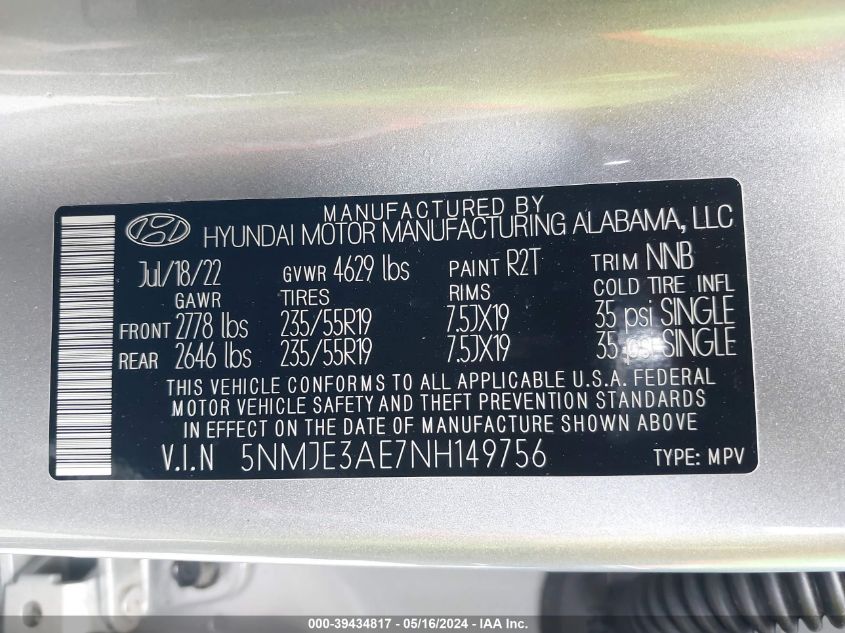 MANUFACTURED BY
HYUNDAI MOTOR MANUFACTURING ALABAMA, LLC
Jul/18/22 GVWR 4629 lbs PAINT R2T TRIM NNB
GAWR TIRES RIMS COLD TIRE INFL
FRONT 2778 lbs 235/55R19 7.5JX19 35 psi SINGLE
REAR 2646 lbs 235/55R19 7.5JX19 35 psi SINGLE
THIS VEHICLE CONFORMS TO ALL APPLICABLE U.S.A. FEDERAL
MOTOR VEHICLE SAFETY AND THEFT PREVENTION STANDARDS
IN EFFECT ON THE DATE OF MANUFACTURE SHOWN ABOVE
V.I.N 5NMJE3AE7NH149756 TYPE: MPV
000-39434817 - 05/16/2024 - IAA Inc.